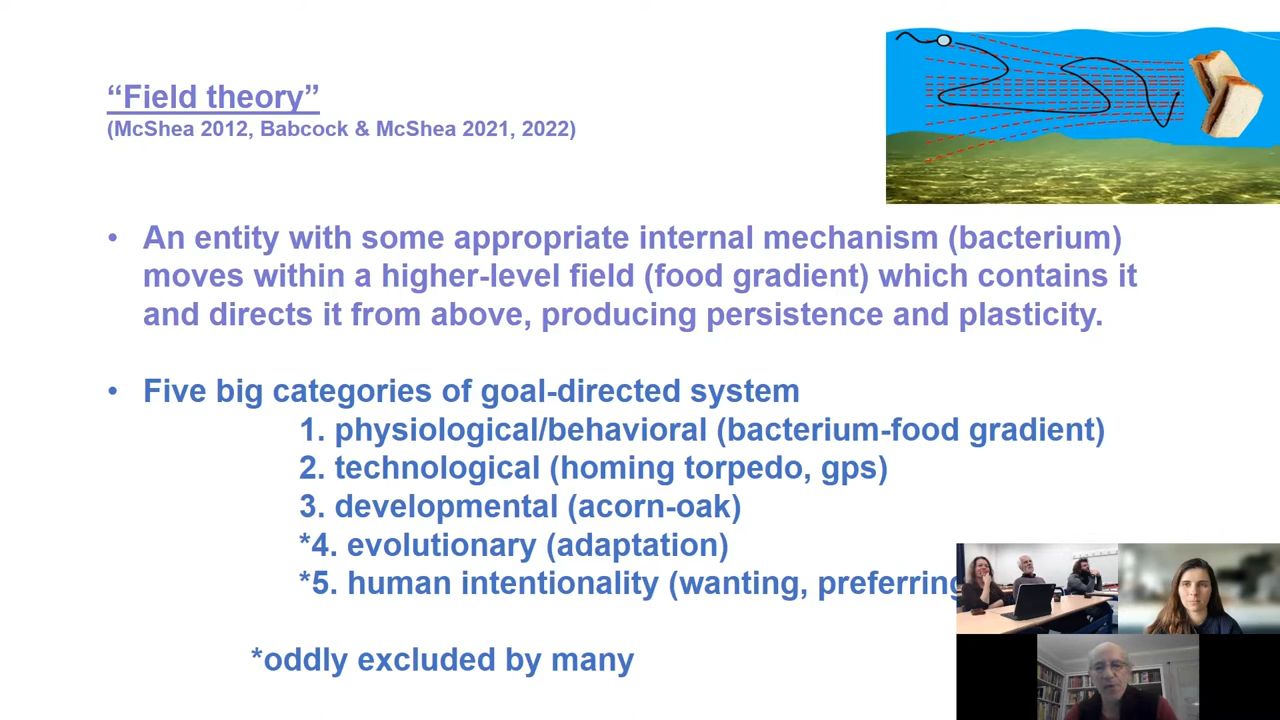 “Field theory”
(McShea 2012, Babcock & McShea 2021, 2022)
• An entity with some appropriate internal mechanism (bacterium)
moves within a higher-level field (food gradient) which contains it
and directs it from above, producing persistence and plasticity.
• Five big categories of goal-directed system
1. physiological/behavioral (bacterium-food gradient)
2. technological (homing torpedo, gps)
3. developmental (acorn-oak)
*4. evolutionary (adaptation)
*5. human intentionality (wanting, preferring
*oddly excluded by many